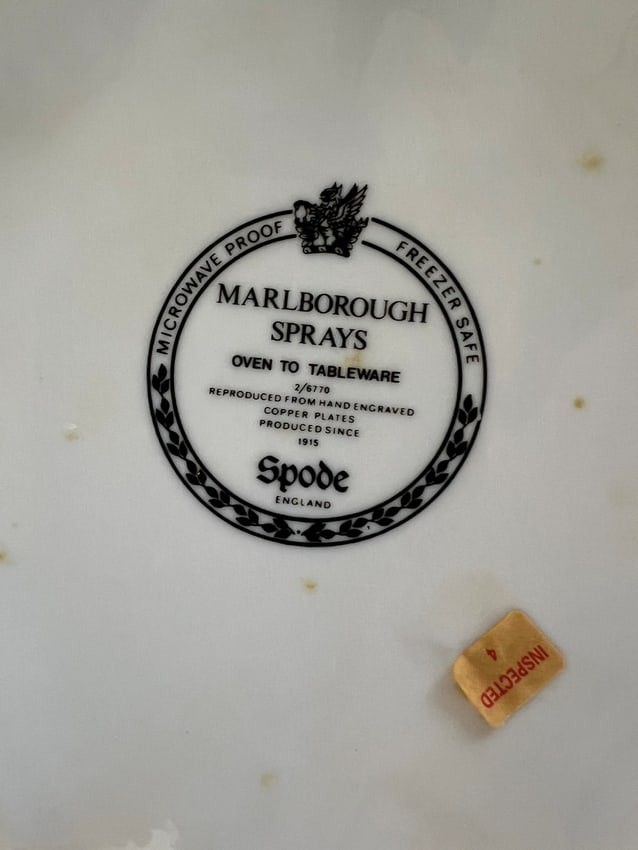 MICROWAVE PROOF
FREEZER SAFE
MARLBOROUGH
SPRAYS
OVEN TO TABLEWARE
2/6770
REPRODUCED FROM HAND ENGRAVED
COPPER PLATES
PRODUCED SINCE
1915
Spode
ENGLAND
INSPECTED
4